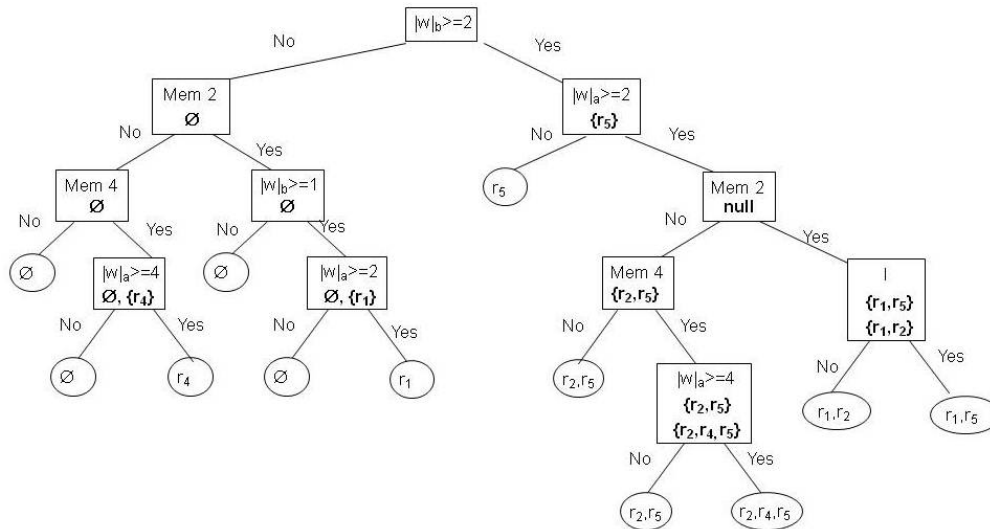 |w|b>=2
No
Yes
Mem 2
Ø
|w|a>=2
{r5}
No
Yes
No
Yes
Mem 4
Ø
|w|b>=1
Ø
r5
Mem 2
null
No
Yes
No
Yes
No
Yes
Ø
|w|a>=4
Ø, {r4}
Ø
|w|a>=2
Ø, {r1}
Mem 4
{r2,r5}
I
{r1,r5}
{r1,r2}
No
Yes
No
Yes
No
Yes
No
Yes
Ø
r4
Ø
r1
r2,r5
|w|a>=4
{r2,r5}
{r2,r4,r5}
r1,r2
r1,r5
No
Yes
r2,r5
r2,r4,r5